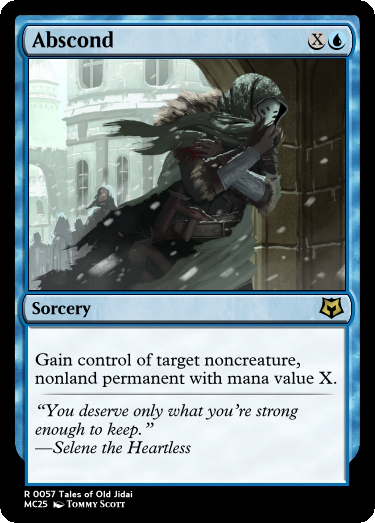 Abscond X
Sorcery
Gain control of target noncreature,
nonland permanent with mana value X.
“You deserve only what you’re strong
enough to keep.”
—Selene the Heartless
R 0057 Tales of Old Jidai
MC25 Tommy Scott